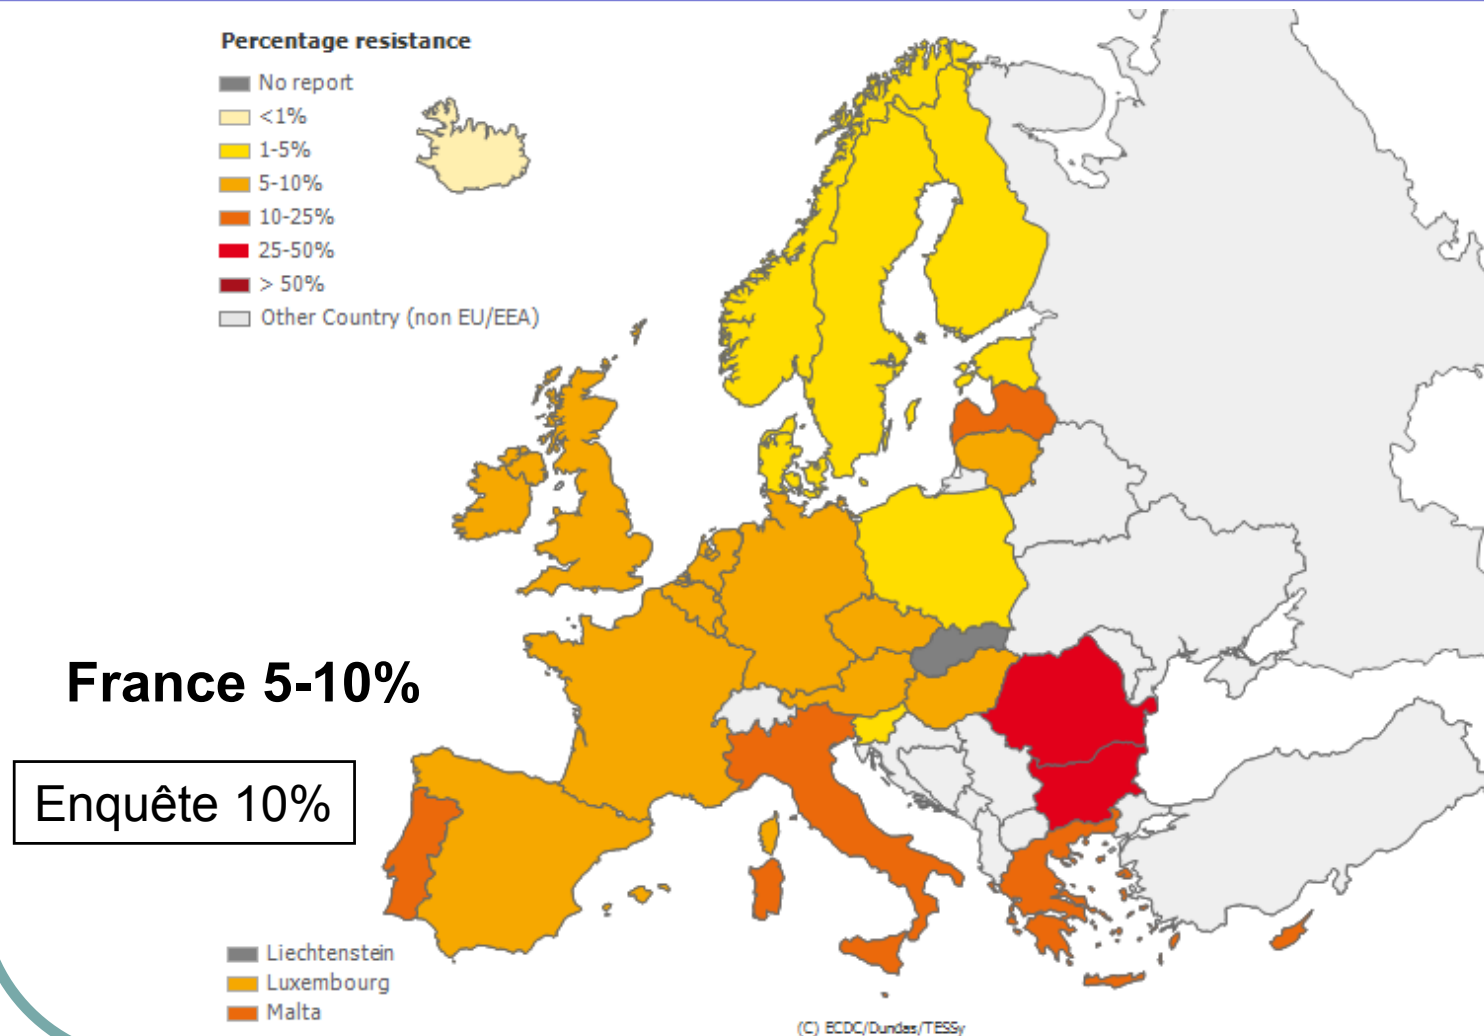 Percentage resistance
No report
<1%
1-5%
5-10%
10-25%
25-50%
> 50%
Other Country (non EU/EEA)
France 5-10%
Enquête 10%
Liechtenstein
Luxembourg
Malta
(C) ECDC/Dundas/TESSy